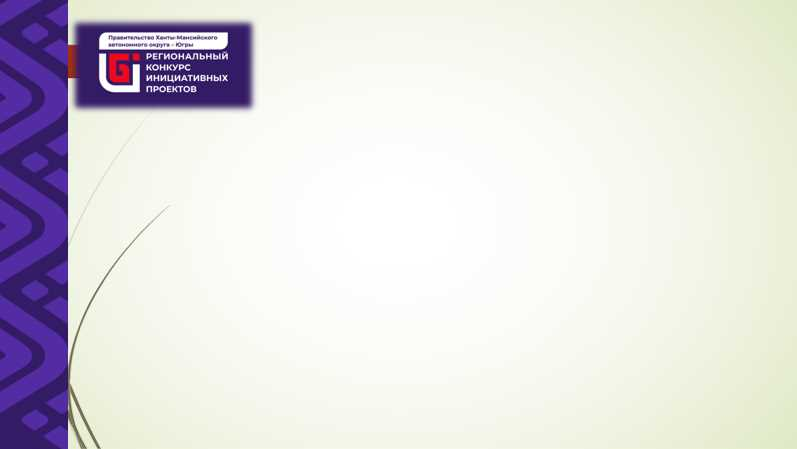 Правительство Ханты-Мансийского
автономного округа – Югры
РЕГИОНАЛЬНЫЙ
КОНКУРС
ИНИЦИАТИВНЫХ
ПРОЕКТОВ